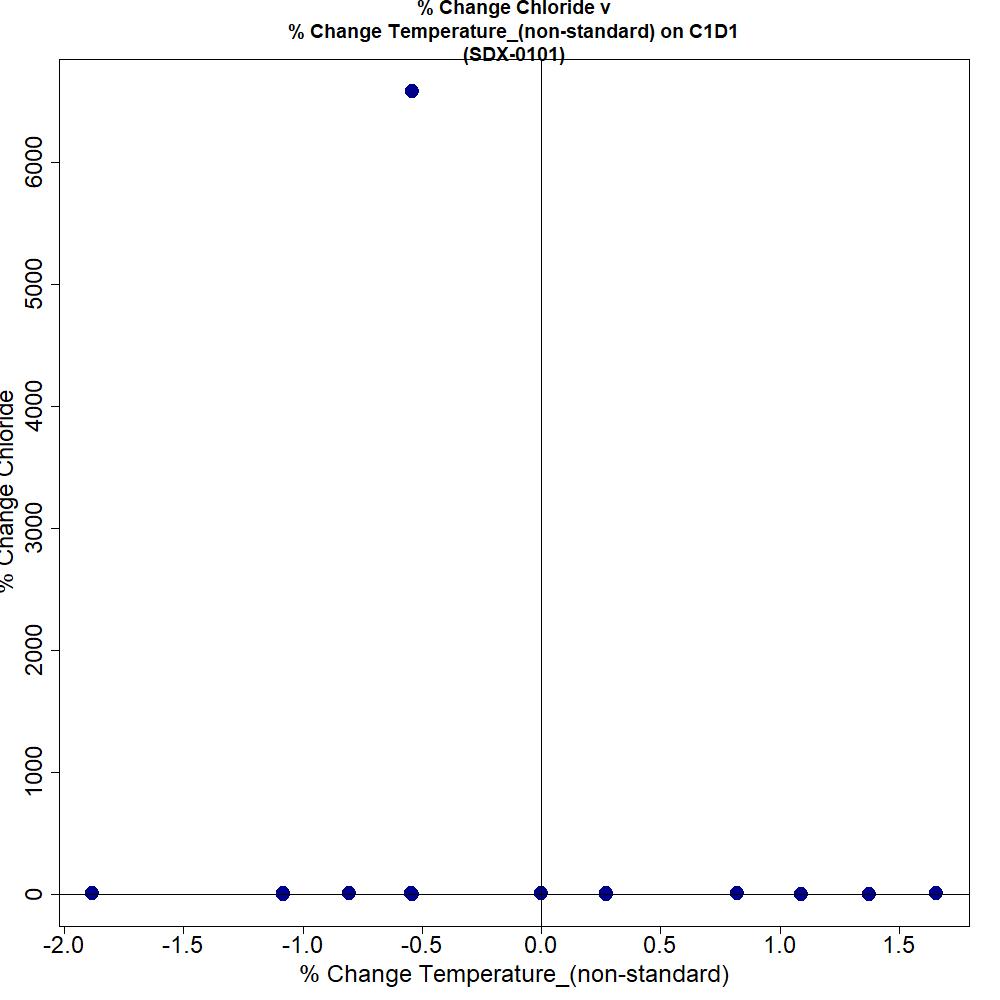 % Change Chloride v
% Change Temperature_(non-standard) on C1D1
(SDX-0101)
% Change Chloride
6000
5000
4000
3000
2000
1000
0
-2.0 -1.5 -1.0 -0.5 0.0 0.5 1.0 1.5
% Change Temperature_(non-standard)